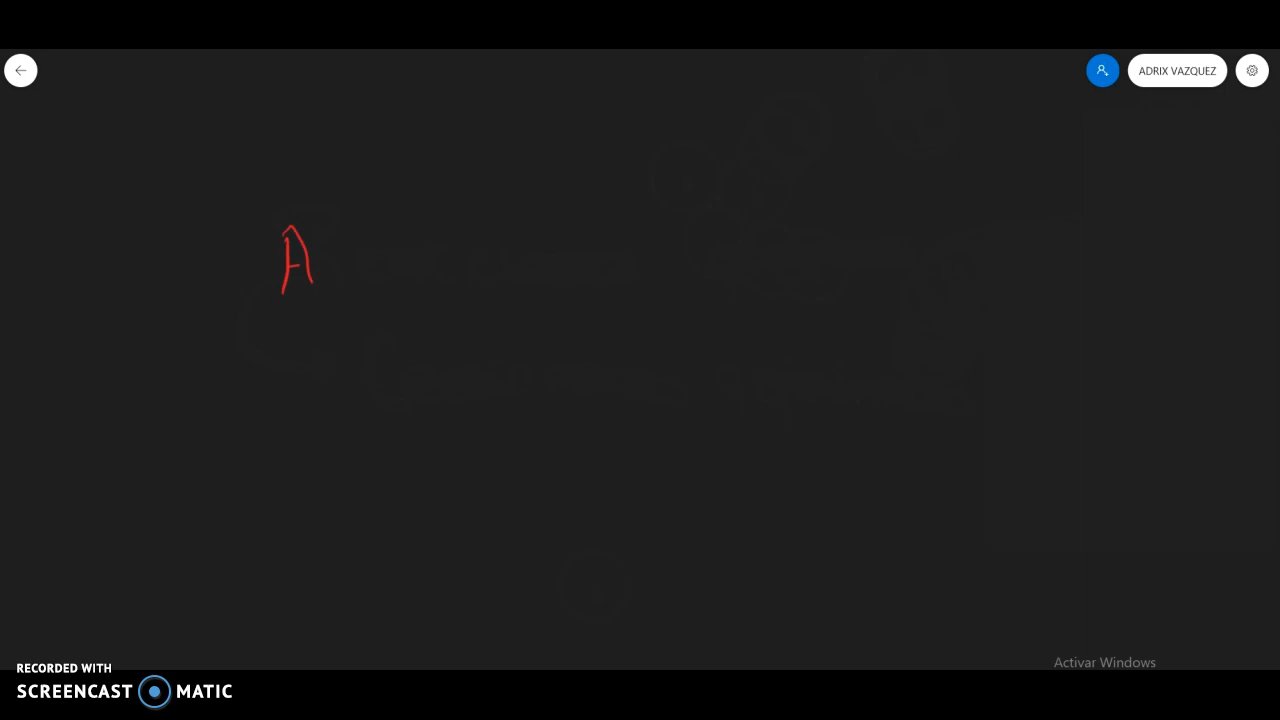 ADRIX VAZQUEZ
A
Activar Windows
RECORDED WITH
SCREENCAST MATIC